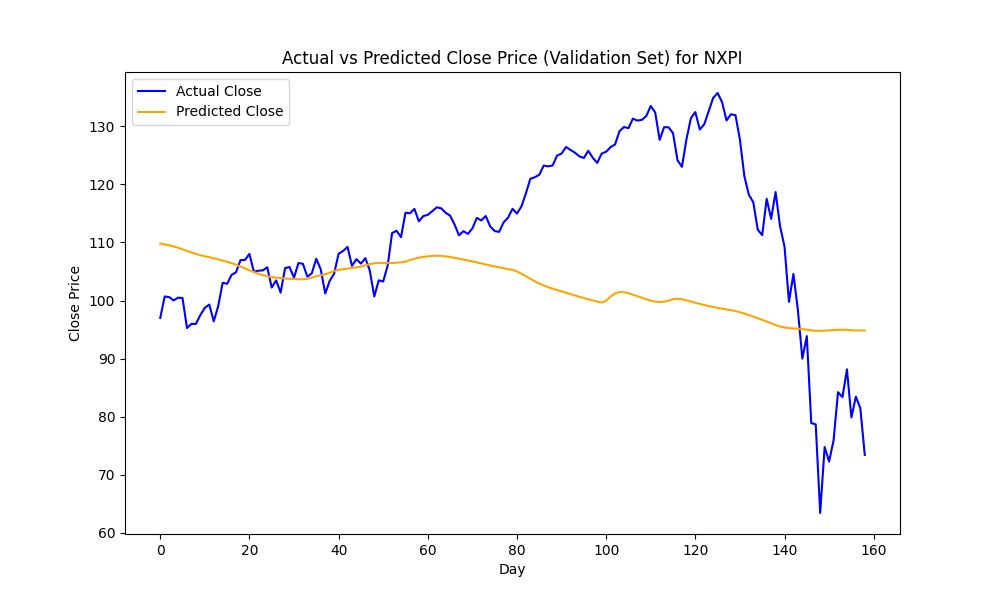 Actual vs Predicted Close Price (Validation Set) for NXPI
Actual Close
Predicted Close
Close Price
130
120
110
100
90
80
70
60
0 20 40 60 80 100 120 140 160
Day